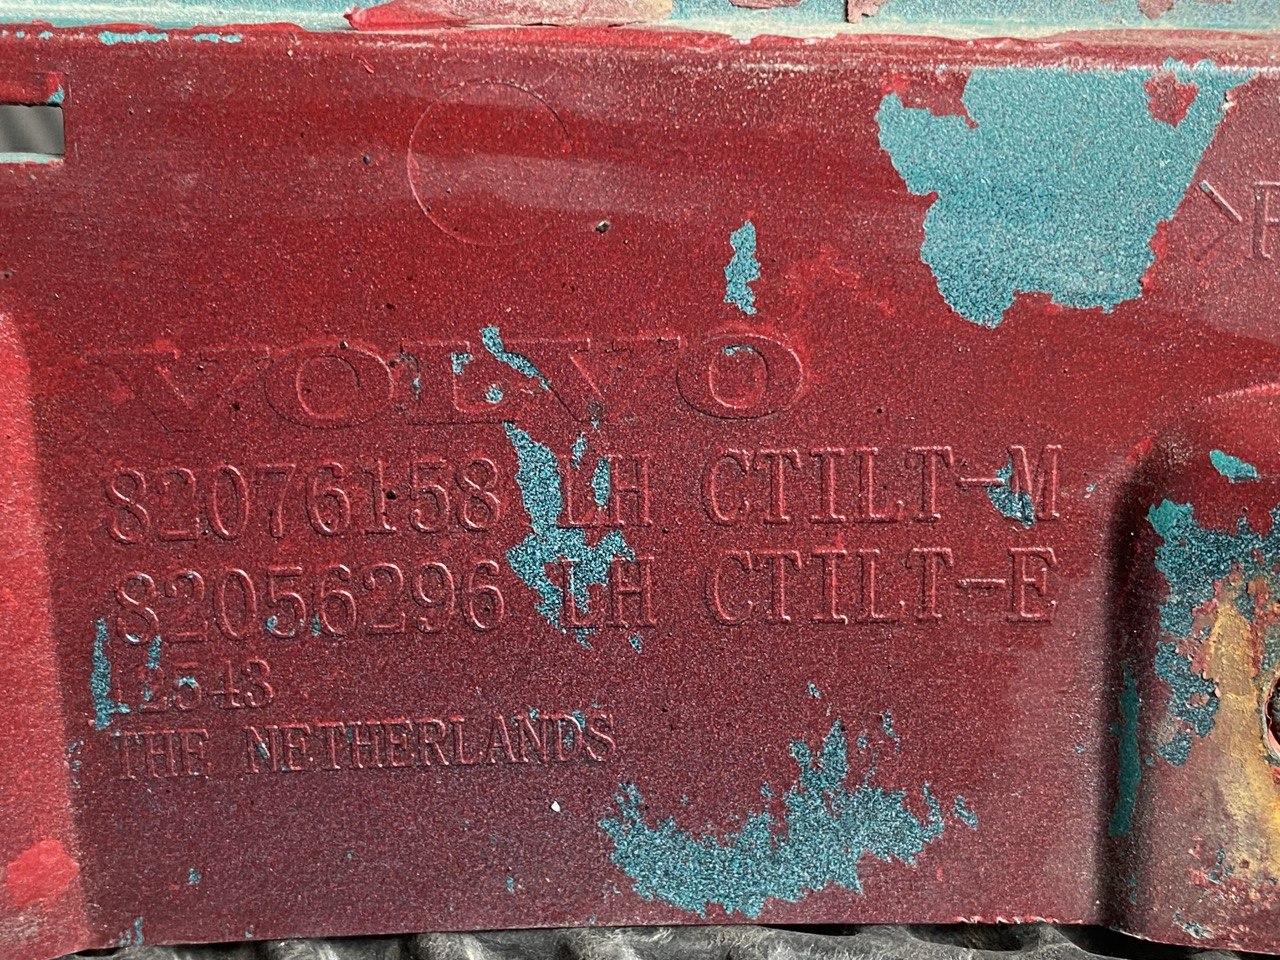 VOLVO
82076158 LH CTILT-M
82056296 LH CTILT-E
12543
THE NETHERLANDS